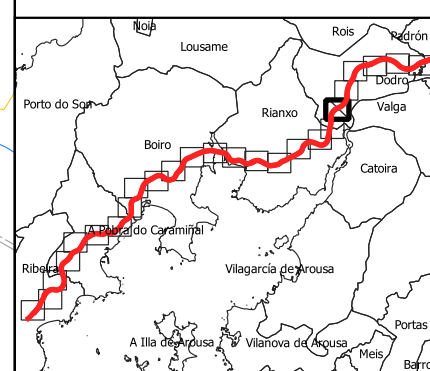 Noia
Rois
Padrón
Lousame
Dodro
Porto do Son
Rianxo
Valga
Boiro
Catoira
A Pobra do Caramiñal
Ribeira
Vilagarcía de Arousa
Portas
A Illa de Arousa
Vilanova de Arousa
Meis
Barro